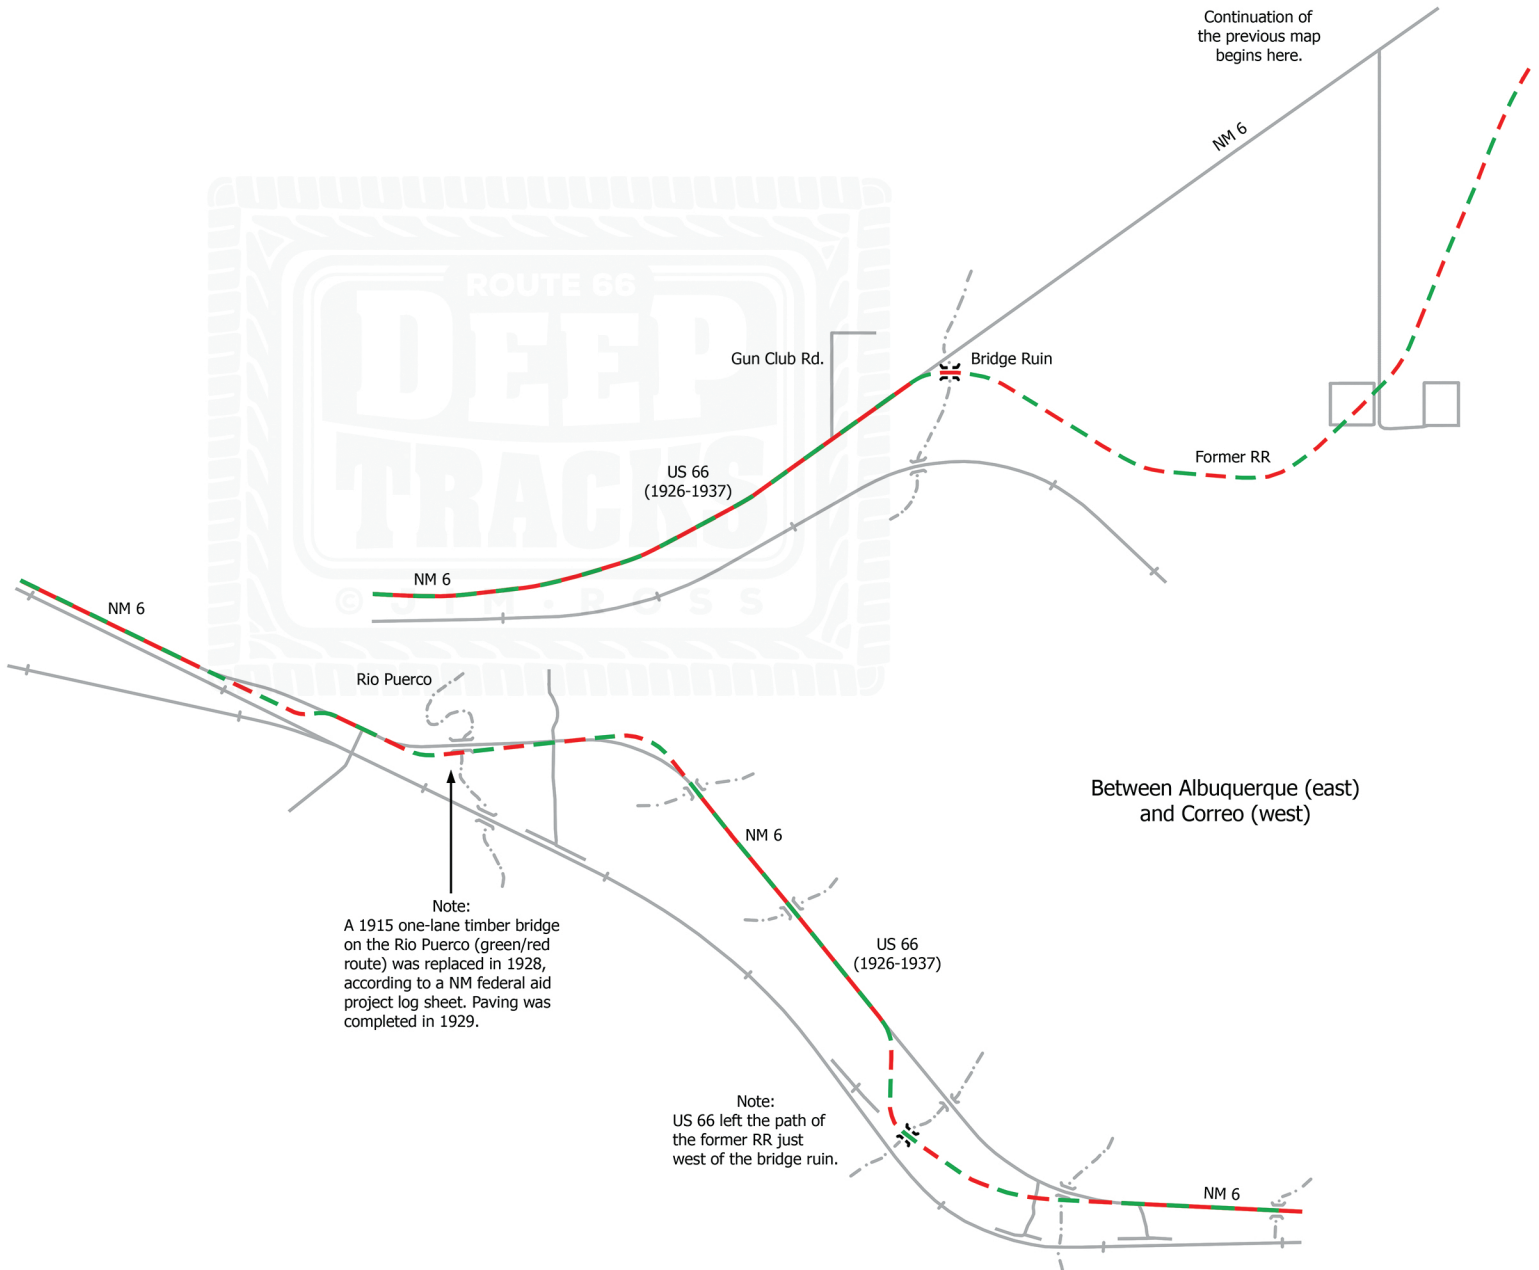 Continuation of
the previous map
begins here.
NM 6
ROUTE 66
DEEP
TRACKS
© JIM • ROSS
Gun Club Rd.
Bridge Ruin
Former RR
US 66
(1926-1937)
NM 6
NM 6
Rio Puerco
Between Albuquerque (east)
and Correo (west)
NM 6
Note:
A 1915 one-lane timber bridge
on the Rio Puerco (green/red
route) was replaced in 1928,
according to a NM federal aid
project log sheet. Paving was
completed in 1929.
US 66
(1926-1937)
Note:
US 66 left the path of
the former RR just
west of the bridge ruin.
NM 6